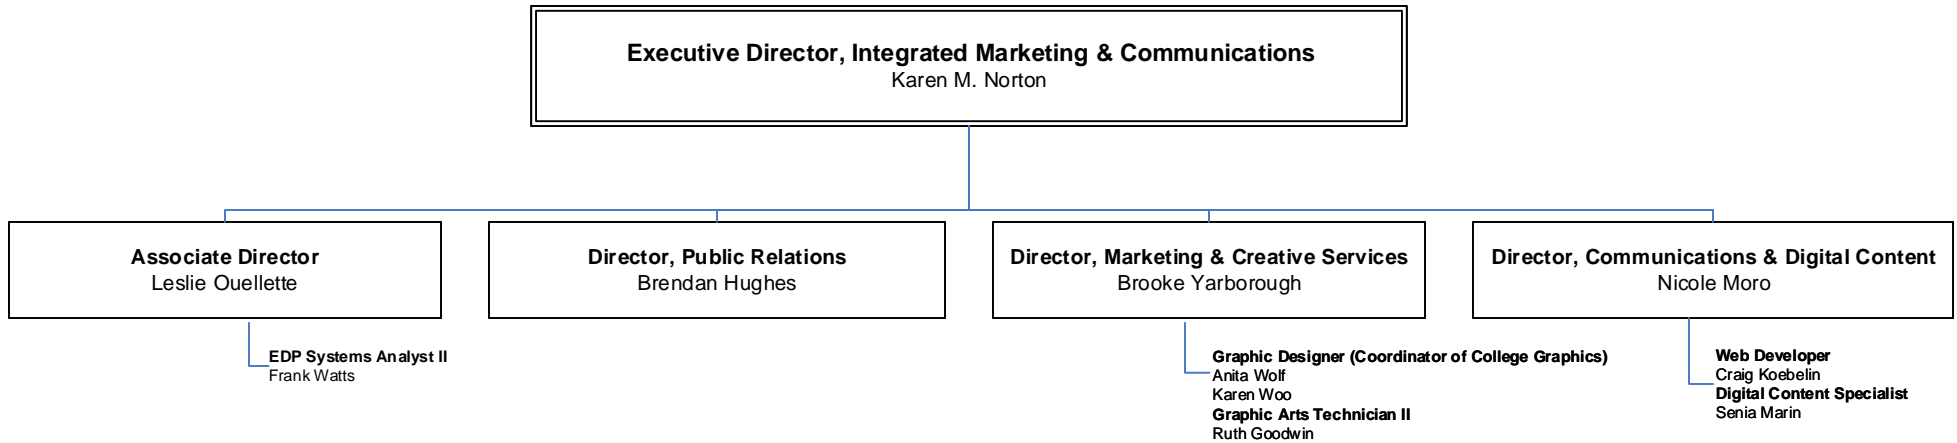 Executive Director, Integrated Marketing & Communications
Karen M. Norton
Associate Director
Leslie Ouellette
Director, Public Relations
Brendan Hughes
Director, Marketing & Creative Services
Brooke Yarborough
Director, Communications & Digital Content
Nicole Moro
EDP Systems Analyst II
Frank Watts
Graphic Designer (Coordinator of College Graphics)
Anita Wolf
Karen Woo
Graphic Arts Technician II
Ruth Goodwin
Web Developer
Craig Koebelin
Digital Content Specialist
Senia Marin